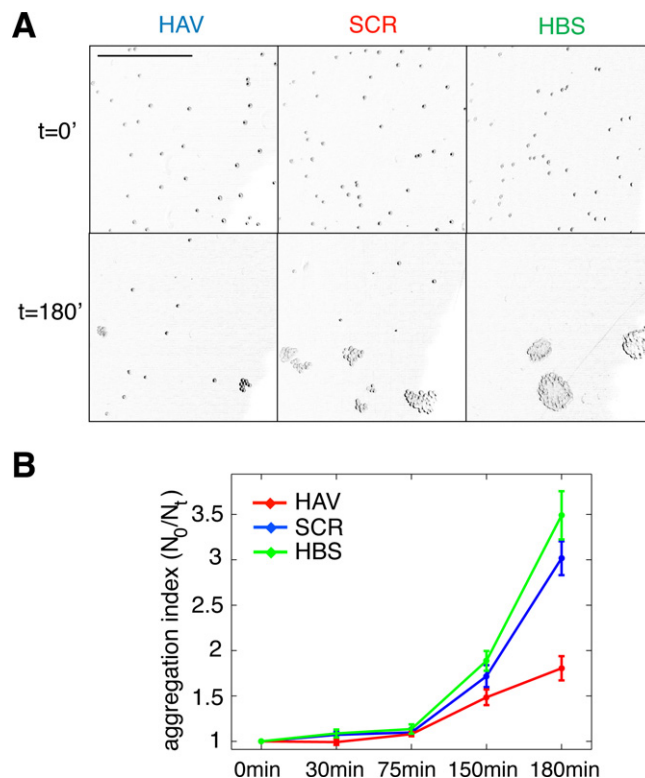 A
HAV SCR HBS
t=0'
t=180'
B
aggregation index (N0/Nt)
HAV
SCR
HBS
3.5
3
2.5
2
1.5
1
0min 30min 75min 150min 180min